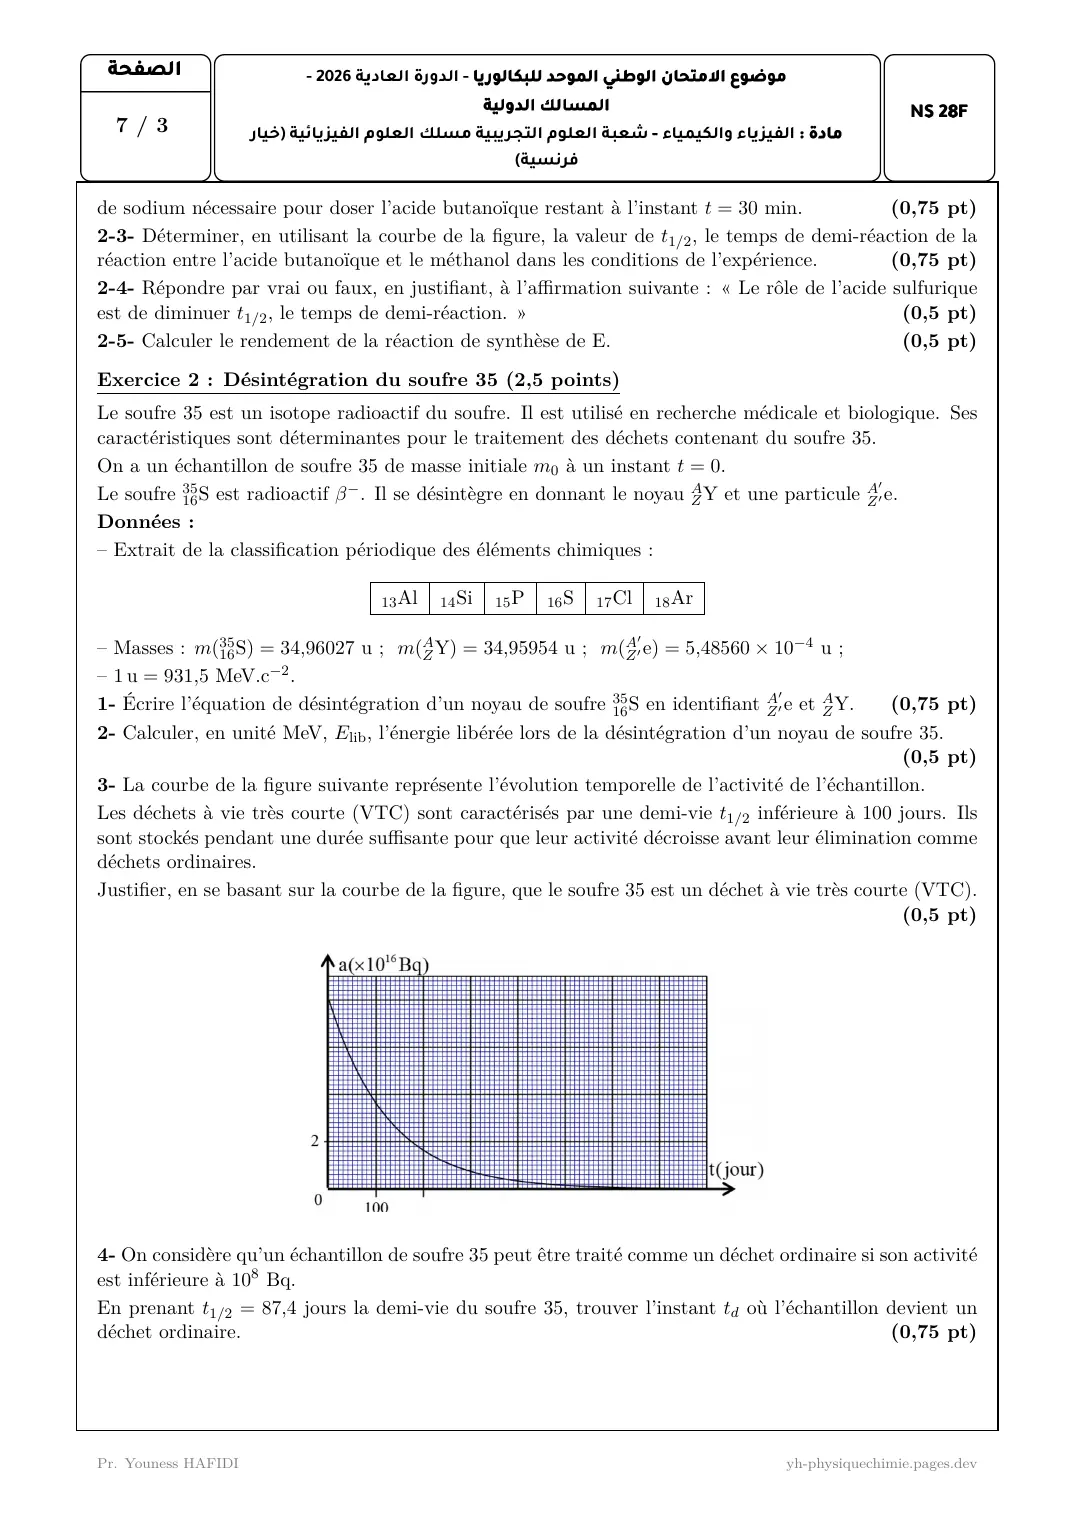 الصفحة
7 / 3
موضوع الامتحان الوطني الموحد للبكالوريا - الدورة العادية 2026 -
المسالك الدولية
مادة : الفيزياء والكيمياء - شعبة العلوم التجريبية مسلك العلوم الفيزيائية (خيار
فرنسية)
NS 28F
de sodium nécessaire pour doser l'acide butanoïque restant à l'instant t = 30 min. (0,75 pt)
2-3- Déterminer, en utilisant la courbe de la figure, la valeur de t_{1/2}, le temps de demi-réaction de la
réaction entre l'acide butanoïque et le méthanol dans les conditions de l'expérience. (0,75 pt)
2-4- Répondre par vrai ou faux, en justifiant, à l'affirmation suivante : « Le rôle de l'acide sulfurique
est de diminuer t_{1/2}, le temps de demi-réaction. » (0,5 pt)
2-5- Calculer le rendement de la réaction de synthèse de E. (0,5 pt)
Exercice 2 : Désintégration du soufre 35 (2,5 points)
Le soufre 35 est un isotope radioactif du soufre. Il est utilisé en recherche médicale et biologique. Ses
caractéristiques sont déterminantes pour le traitement des déchets contenant du soufre 35.
On a un échantillon de soufre 35 de masse initiale m₀ à un instant t = 0.
Le soufre ^{35}_{16}S est radioactif β⁻. Il se désintègre en donnant le noyau ^{A}_{Z}Y et une particule ^{A′}_{Z′}e.
Données :
– Extrait de la classification périodique des éléments chimiques :
₁₃Al ₁₄Si ₁₅P ₁₆S ₁₇Cl ₁₈Ar
– Masses : m(^{35}_{16}S) = 34,96027 u ; m(^{A}_{Z}Y) = 34,95954 u ; m(^{A′}_{Z′}e) = 5,48560 × 10⁻⁴ u ;
– 1 u = 931,5 MeV.c⁻².
1- Écrire l'équation de désintégration d'un noyau de soufre ^{35}_{16}S en identifiant ^{A′}_{Z′}e et ^{A}_{Z}Y. (0,75 pt)
2- Calculer, en unité MeV, E_{lib}, l'énergie libérée lors de la désintégration d'un noyau de soufre 35.
(0,5 pt)
3- La courbe de la figure suivante représente l'évolution temporelle de l'activité de l'échantillon.
Les déchets à vie très courte (VTC) sont caractérisés par une demi-vie t_{1/2} inférieure à 100 jours. Ils
sont stockés pendant une durée suffisante pour que leur activité décroisse avant leur élimination comme
déchets ordinaires.
Justifier, en se basant sur la courbe de la figure, que le soufre 35 est un déchet à vie très courte (VTC).
(0,5 pt)
a(×10¹⁶ Bq)
2
t(jour)
0
100
4- On considère qu'un échantillon de soufre 35 peut être traité comme un déchet ordinaire si son activité
est inférieure à 10⁸ Bq.
En prenant t_{1/2} = 87,4 jours la demi-vie du soufre 35, trouver l'instant t_d où l'échantillon devient un
déchet ordinaire. (0,75 pt)
Pr. Youness HAFIDI
yh-physiquechimie.pages.dev